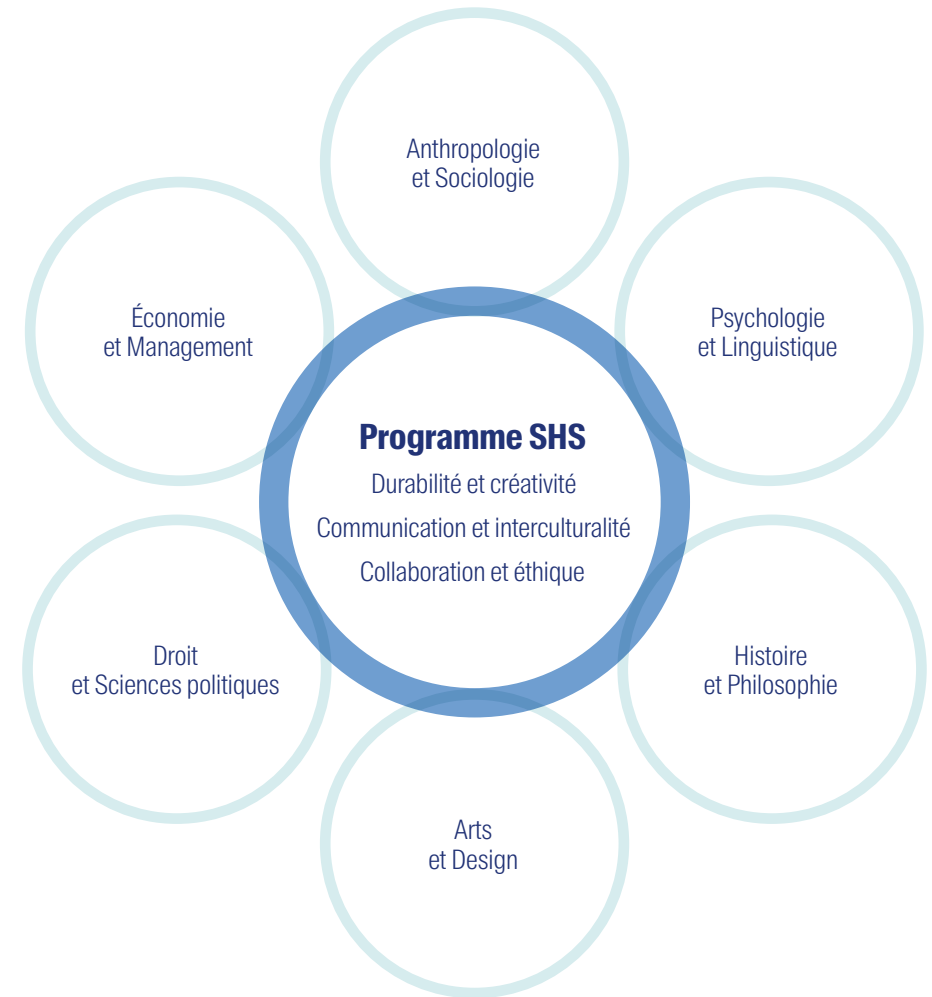 Anthropologie
et Sociologie
Économie
et Management
Psychologie
et Linguistique
Programme SHS
Durabilité et créativité
Communication et interculturalité
Collaboration et éthique
Droit
et Sciences politiques
Histoire
et Philosophie
Arts
et Design